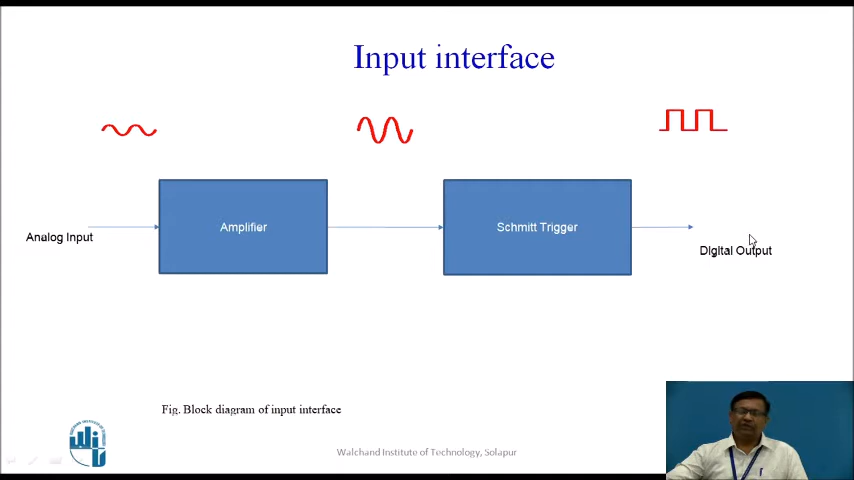 Input interface
Analog Input
Amplifier
Schmitt Trigger
Digital Output
Fig. Block diagram of input interface
Walchand Institute of Technology, Solapur